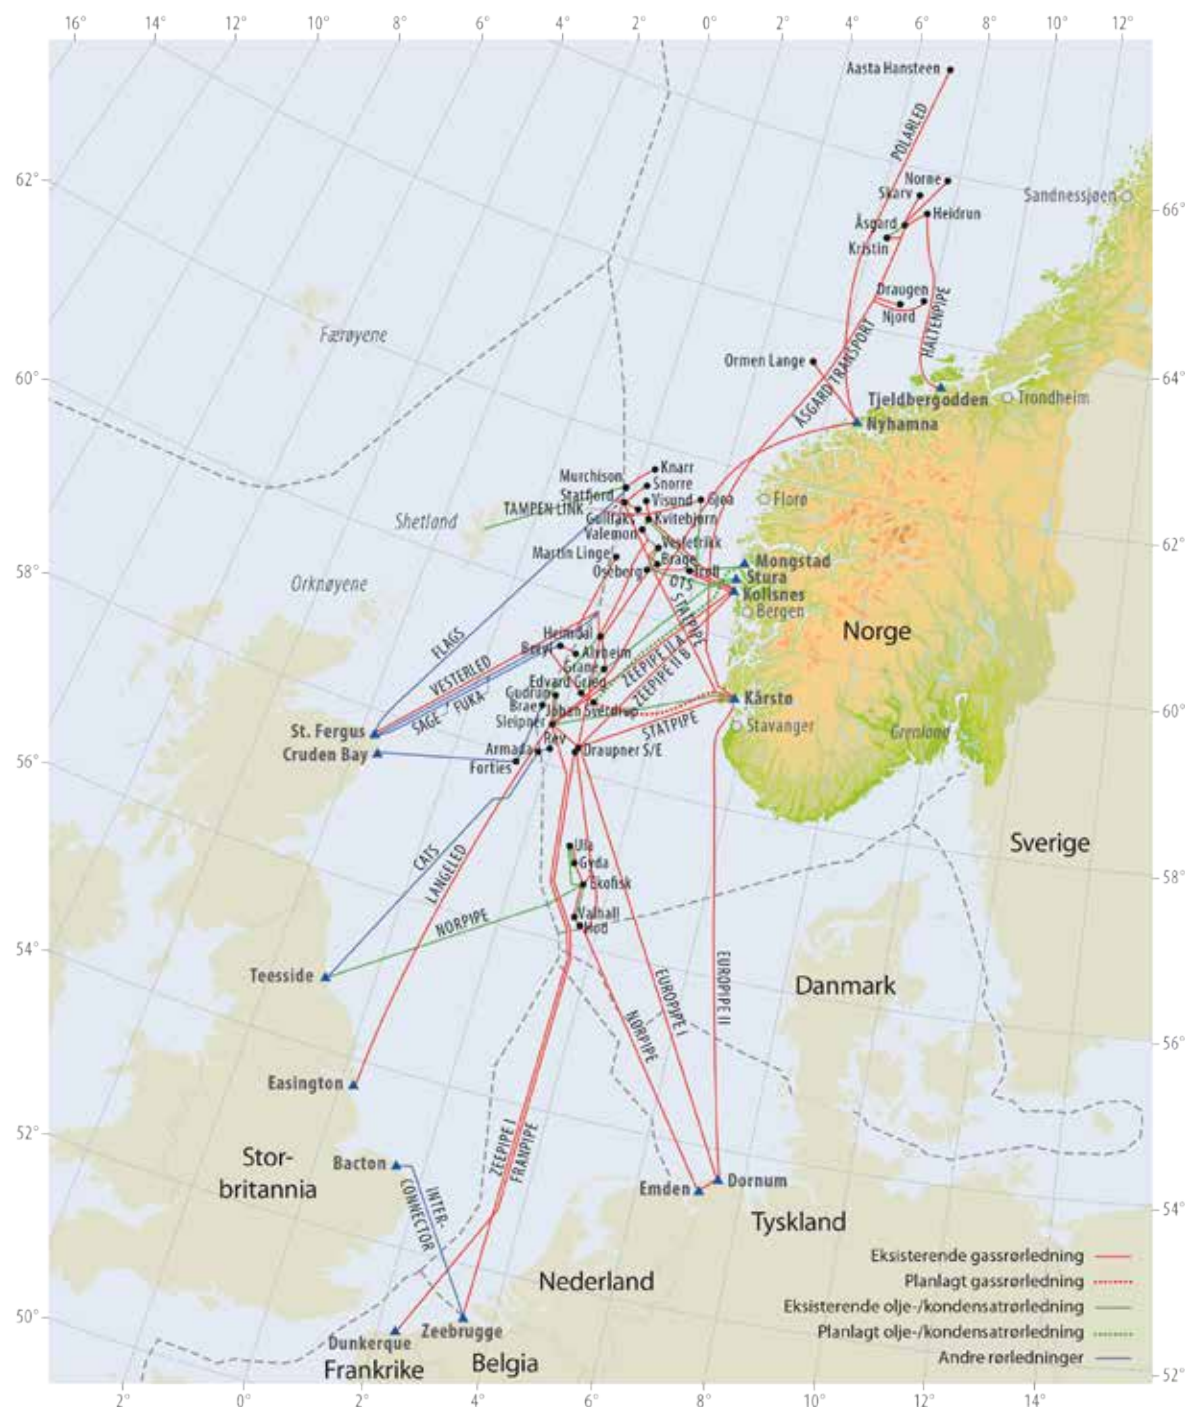 16° 14° 12° 10° 8° 6° 4° 2° 0° 2° 4° 6° 8° 10° 12°
Aasta Hansteen
POLARLED
62°
Norne
Skarv
Sandnessjøen
66°
Heidrun
Åsgard
Kristin
Draugen
Njord
HALTENPIPE
Færøyene
Ormen Lange
ÅSGARD TRANSPORT
60°
64°
Tjeldbergodden
Trondheim
Nyhamna
Knarr
Murchison
Snorre
Statfjord
Visund
Gjøa
Florø
TAMPEN LINK
Gullfaks
Kvitebjørn
Shetland
Valemon
Veslefrikk
62°
Martin Linge
Brage
Mongstad
Oseberg
Troll
58°
Stura
OTS
Orknøyene
Kollsnes
STATPIPE
Bergen
FLAGS
Heimdal
Norge
Beryl
Alvheim
ZEEPIPE II A
VESTERLED
Grane
ZEEPIPE II B
Edvard Grieg
SAGE / FUKA
Gudrun
Kårstø
Brae
Johan Sverdrup
60°
Sleipner
STATPIPE
Stavanger
St. Fergus
Grenland
Rev
Armada
Draupner S/E
Cruden Bay
56°
Forties
Sverige
Ula
CATS
Gyda
LANGELED
Ekofisk
58°
NORPIPE
Valhall
Hod
54°
Teesside
Danmark
EUROPIPE II
EUROPIPE I
NORPIPE
56°
Easington
52°
ZEEPIPE I
FRANPIPE
Stor-
britannia
Bacton
INTER-
CONNECTOR
Emden
Dornum
54°
Tyskland
Eksisterende gassrørledning
Nederland
Planlagt gassrørledning
Eksisterende olje-/kondensatrørledning
50°
Zeebrugge
Planlagt olje-/kondensatrørledning
Dunkerque
Andre rørledninger
Frankrike
Belgia
52°
2° 0° 2° 4° 6° 8° 10° 12° 14°